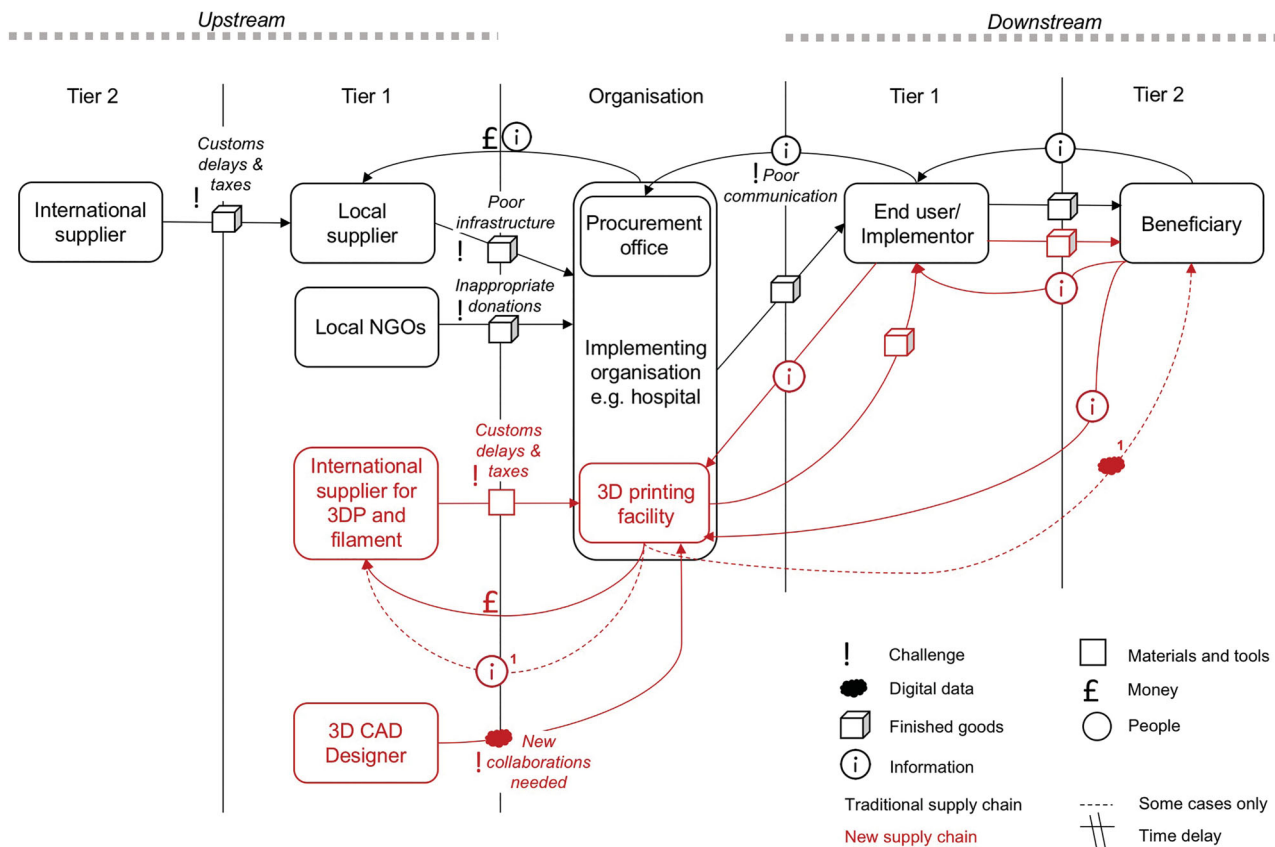 Upstream
Downstream
Tier 2
Tier 1
Organisation
Tier 1
Tier 2
Customs
delays &
taxes
!
£
i
i
i
International
supplier
Local
supplier
Poor
infrastructure
!
Procurement
office
! Poor
communication
End user/
Implementor
Beneficiary
Local NGOs
Inappropriate
! donations
i
Implementing
organisation
e.g. hospital
i
i
International
supplier for
3DP and
filament
Customs
delays &
! taxes
3D printing
facility
1
£
i
1
3D CAD
Designer
! New
collaborations
needed
! Challenge
Digital data
Finished goods
i Information
Traditional supply chain
New supply chain
Materials and tools
£ Money
People
Some cases only
Time delay